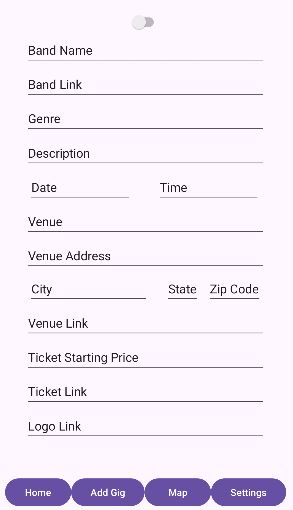 Band Name
Band Link
Genre
Description
Date Time
Venue
Venue Address
City State Zip Code
Venue Link
Ticket Starting Price
Ticket Link
Logo Link
Home Add Gig Map Settings